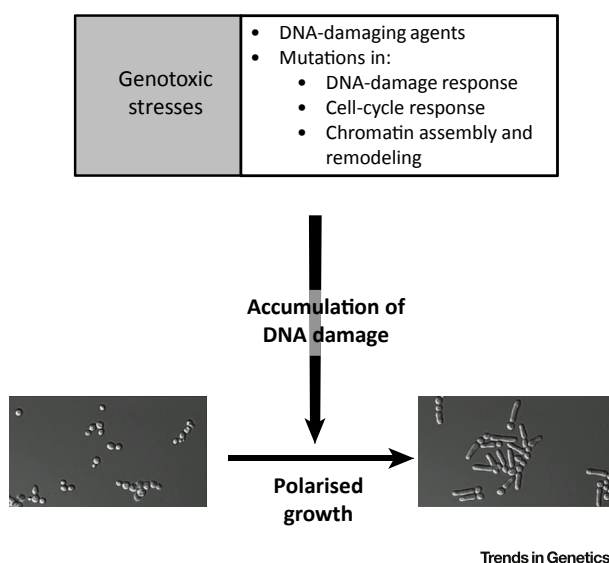 Genotoxic
stresses
• DNA-damaging agents
• Mutations in:
• DNA-damage response
• Cell-cycle response
• Chromatin assembly and
remodeling
Accumulation of
DNA damage
Polarised
growth
Trends in Genetics